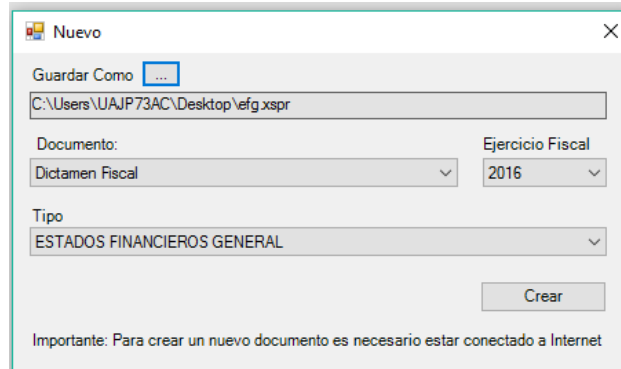 Nuevo
Guardar Como ...
C:\Users\UAJP73AC\Desktop\efg.xspr
Documento: Ejercicio Fiscal
Dictamen Fiscal 2016
Tipo
ESTADOS FINANCIEROS GENERAL
Crear
Importante: Para crear un nuevo documento es necesario estar conectado a Internet